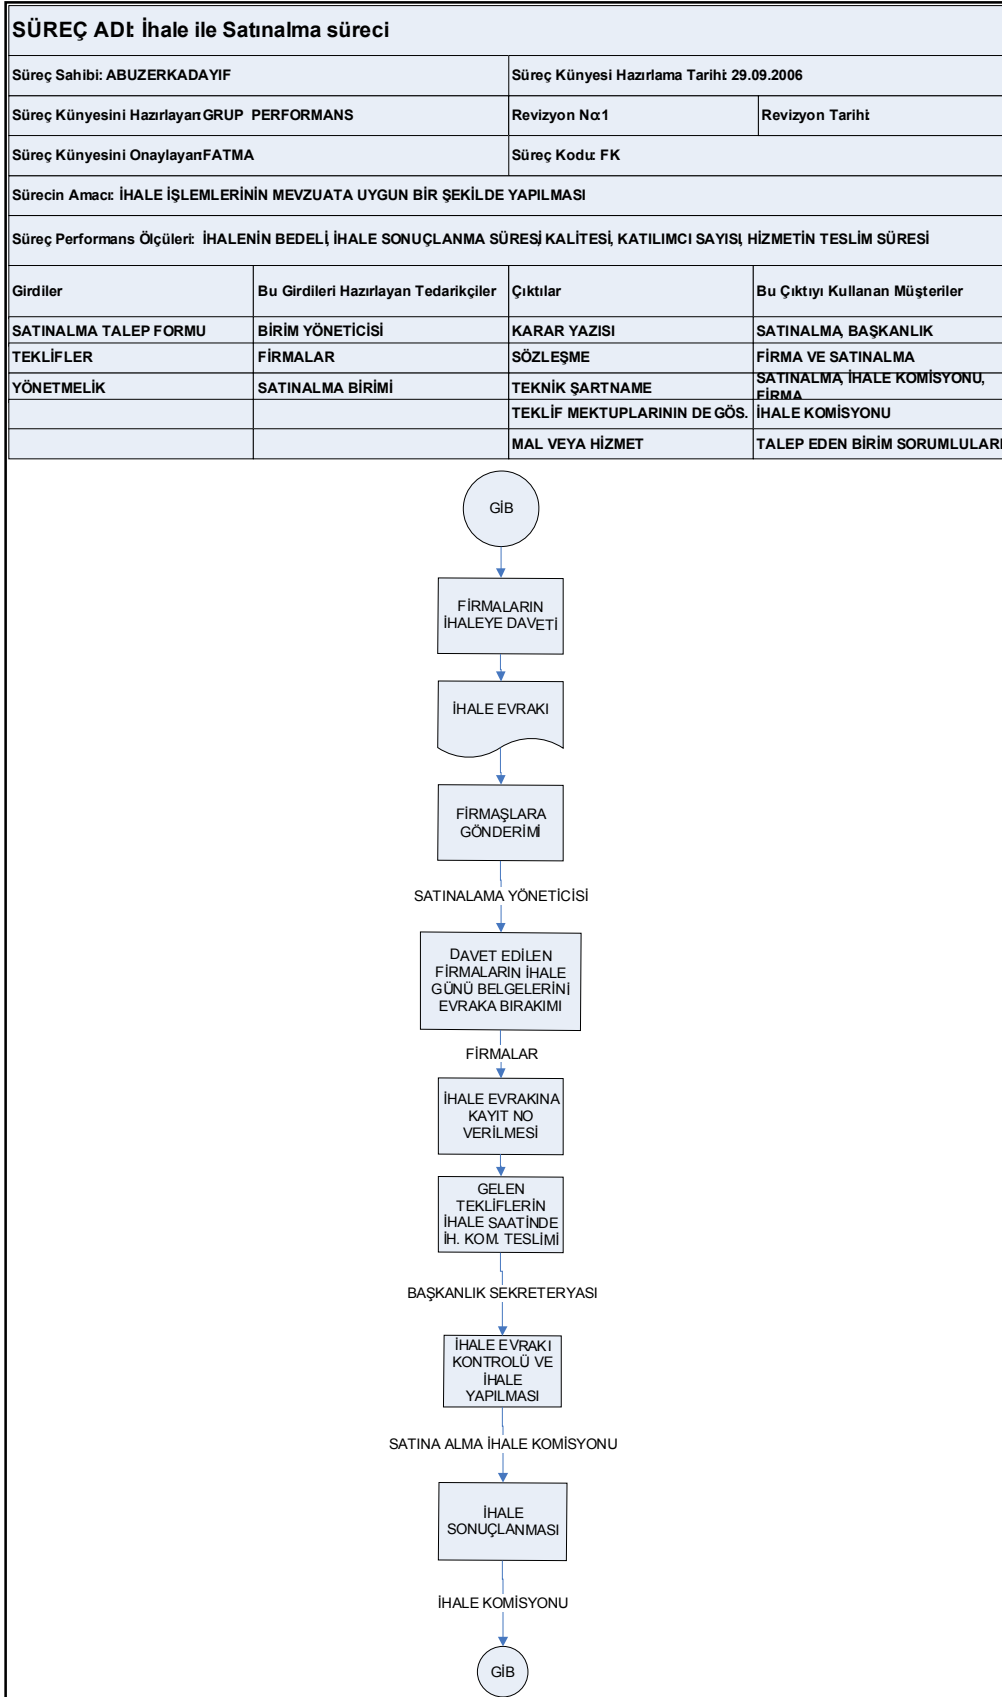 SÜREÇ ADI: İhale ile Satınalma süreci
Süreç Sahibi: ABUZERKADAYIF
Süreç Künyesi Hazırlama Tarihi: 29.09.2006
Süreç Künyesini Hazırlayan:GRUP PERFORMANS
Revizyon No:1
Revizyon Tarihi:
Süreç Künyesini Onaylayan:FATMA
Süreç Kodu: FK
Sürecin Amacı: İHALE İŞLEMLERİNİN MEVZUATA UYGUN BİR ŞEKİLDE YAPILMASI
Süreç Performans Ölçüleri: İHALENİN BEDELİ, İHALE SONUÇLANMA SÜRESİ, KALİTESİ, KATILIMCI SAYISI, HİZMETİN TESLİM SÜRESİ
Girdiler
Bu Girdileri Hazırlayan Tedarikçiler
Çıktılar
Bu Çıktıyı Kullanan Müşteriler
SATINALMA TALEP FORMU
BİRİM YÖNETİCİSİ
KARAR YAZISI
SATINALMA, BAŞKANLIK
TEKLİFLER
FİRMALAR
SÖZLEŞME
FİRMA VE SATINALMA
YÖNETMELİK
SATINALMA BİRİMİ
TEKNİK ŞARTNAME
SATINALMA, İHALE KOMİSYONU,
FİRMA
TEKLİF MEKTUPLARININ DE GÖS.
İHALE KOMİSYONU
MAL VEYA HİZMET
TALEP EDEN BİRİM SORUMLULARI
GİB
FİRMALARIN
İHALEYE DAVETİ
İHALE EVRAKI
FİRMAŞLARA
GÖNDERİMİ
SATINALAMA YÖNETİCİSİ
DAVET EDİLEN
FİRMALARIN İHALE
GÜNÜ BELGELERİNİ
EVRAKA BIRAKIMI
FİRMALAR
İHALE EVRAKINA
KAYIT NO
VERİLMESİ
GELEN
TEKLİFLERİN
İHALE SAATİNDE
İH. KOM. TESLİMİ
BAŞKANLIK SEKRETERYASI
İHALE EVRAKI
KONTROLÜ VE
İHALE
YAPILMASI
SATINA ALMA İHALE KOMİSYONU
İHALE
SONUÇLANMASI
İHALE KOMİSYONU
GİB